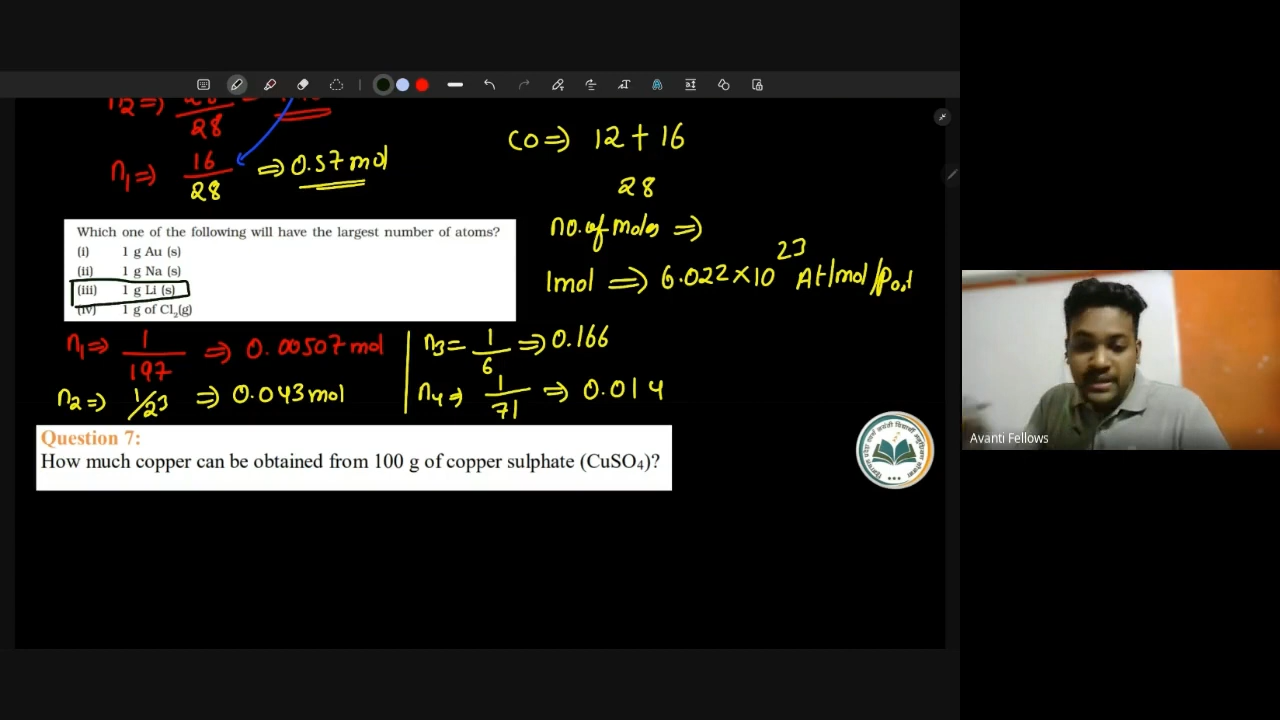 28
n₁⇒ 16/28 ⇒ 0.57 mol
CO ⇒ 12 + 16
28
no. of moles ⇒
1mol ⇒ 6.022×10²³ At/mol/
Which one of the following will have the largest number of atoms?
(i) 1 g Au (s)
(ii) 1 g Na (s)
(iii) 1 g Li (s)
(iv) 1 g of Cl₂(g)
n₁⇒ 1/197 ⇒ 0.00507 mol
n₂⇒ 1/23 ⇒ 0.043 mol
n₃= 1/6 ⇒ 0.166
n₄⇒ 1/71 ⇒ 0.014
Question 7:
How much copper can be obtained from 100 g of copper sulphate (CuSO₄)?
Avanti Fellows